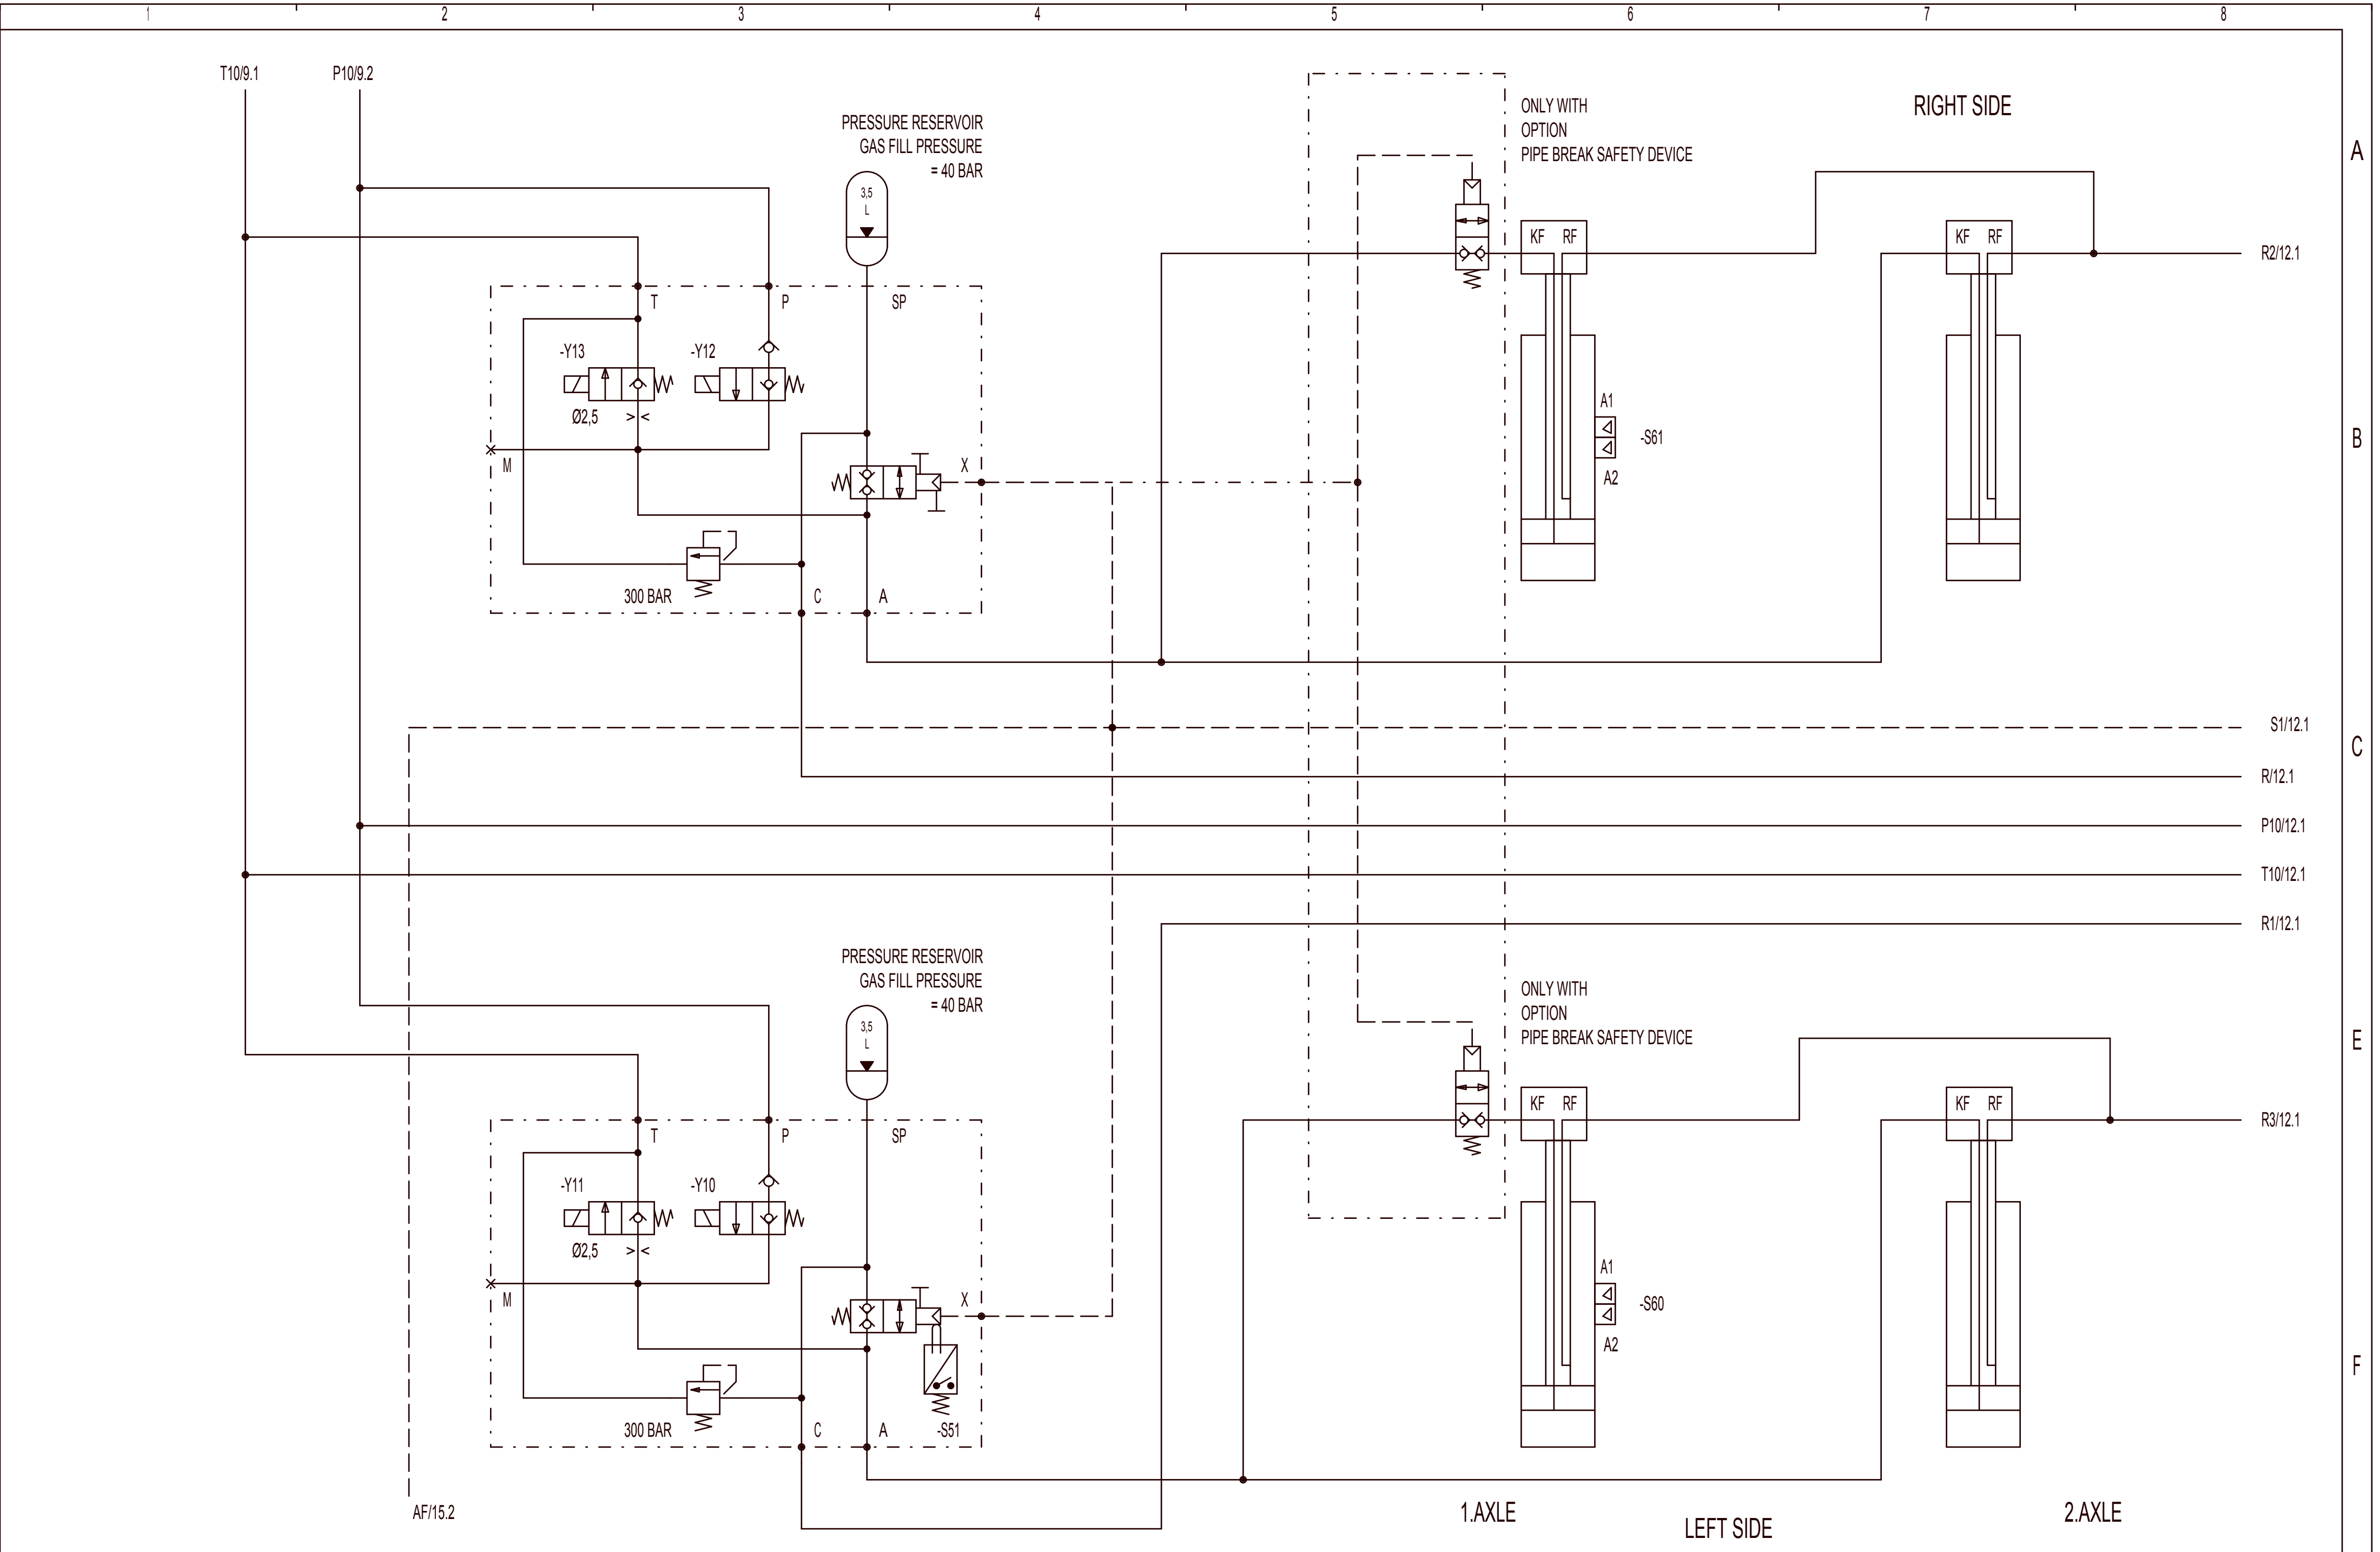 1 2 3 4 5 6 7 8
T10/9.1 P10/9.2
PRESSURE RESERVOIR
GAS FILL PRESSURE
= 40 BAR
3,5
L
ONLY WITH
OPTION
PIPE BREAK SAFETY DEVICE
RIGHT SIDE
A
KF RF
KF RF
R2/12.1
T P SP
-Y13 -Y12
Ø2,5 > <
M
X
A1
-S61
A2
B
300 BAR
C A
S1/12.1
C
R/12.1
P10/12.1
T10/12.1
R1/12.1
PRESSURE RESERVOIR
GAS FILL PRESSURE
= 40 BAR
3,5
L
ONLY WITH
OPTION
PIPE BREAK SAFETY DEVICE
E
KF RF
KF RF
R3/12.1
T P SP
-Y11 -Y10
Ø2,5 > <
M
X
A1
-S60
A2
F
300 BAR
C A
-S51
AF/15.2
1.AXLE
LEFT SIDE
2.AXLE